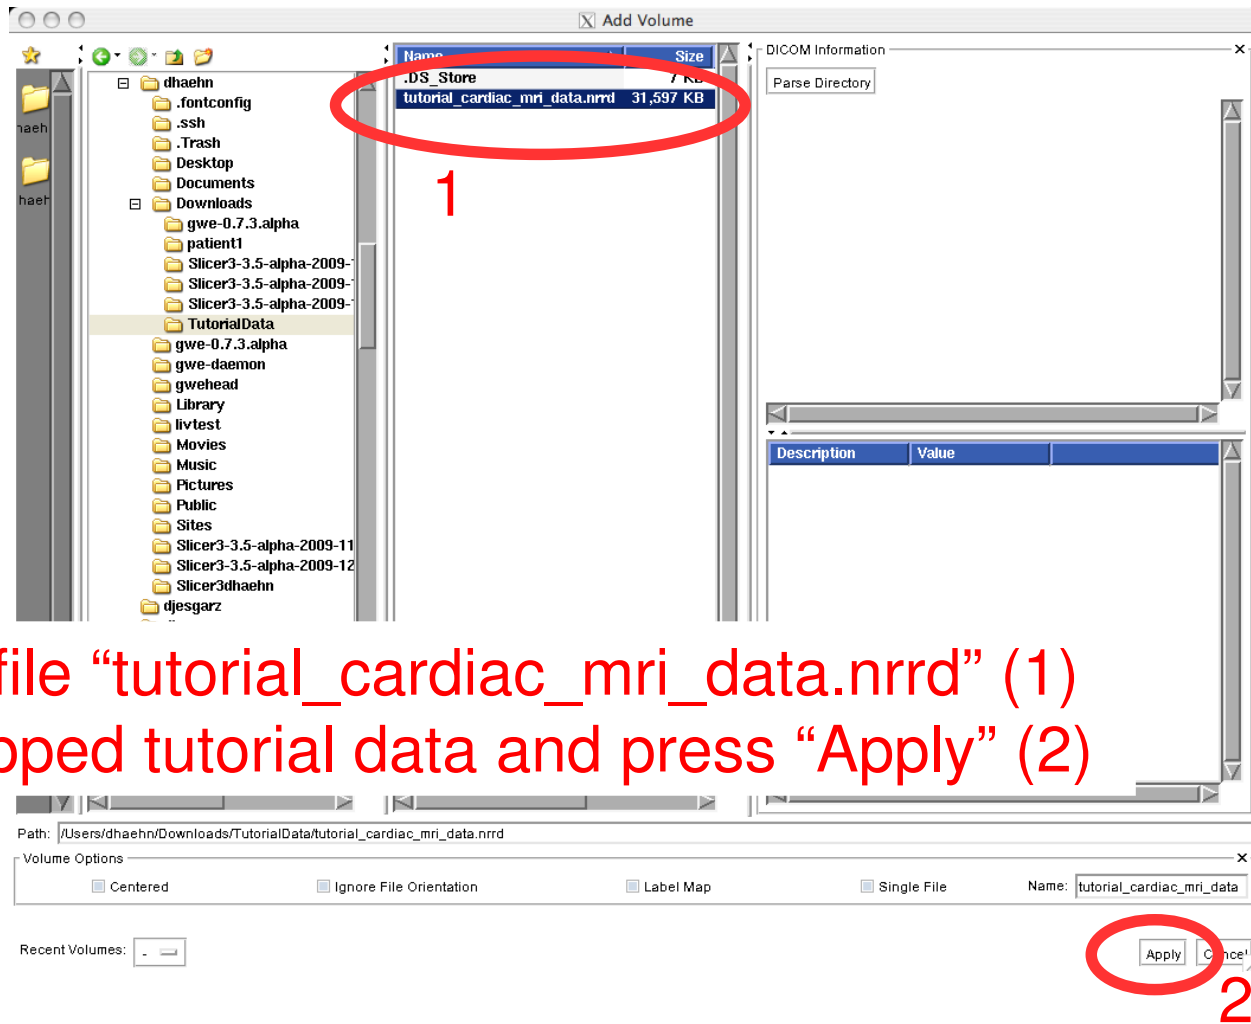 Add Volume
Name Size
.DS_Store 7 KB
tutorial_cardiac_mri_data.nrrd 31,597 KB
1
DICOM Information
Parse Directory
Description Value
haeh
haeh
dhaehn
.fontconfig
.ssh
.Trash
Desktop
Documents
Downloads
gwe-0.7.3.alpha
patient1
Slicer3-3.5-alpha-2009-
Slicer3-3.5-alpha-2009-
Slicer3-3.5-alpha-2009-
TutorialData
gwe-0.7.3.alpha
gwe-daemon
gwehead
Library
livtest
Movies
Music
Pictures
Public
Sites
Slicer3-3.5-alpha-2009-11
Slicer3-3.5-alpha-2009-12
Slicer3dhaehn
djesgarz
file “tutorial_cardiac_mri_data.nrrd” (1)
pped tutorial data and press “Apply” (2)
Path: /Users/dhaehn/Downloads/TutorialData/tutorial_cardiac_mri_data.nrrd
Volume Options
Centered Ignore File Orientation Label Map Single File Name: tutorial_cardiac_mri_data
Recent Volumes: -
Apply Cancel
2